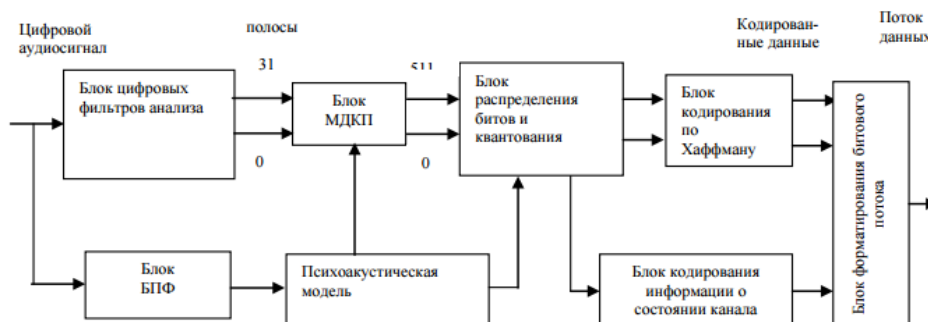 Цифровой
аудиосигнал
полосы
Кодирован-
ные данные
Поток
данных
31
511
Блок цифровых
фильтров анализа
Блок
МДКП
Блок
распределения
битов и
квантования
Блок
кодирования
по
Хаффману
0
0
Блок форматирования битового
потока
Блок
БПФ
Психоакустическая
модель
Блок кодирования
информации о
состоянии канала